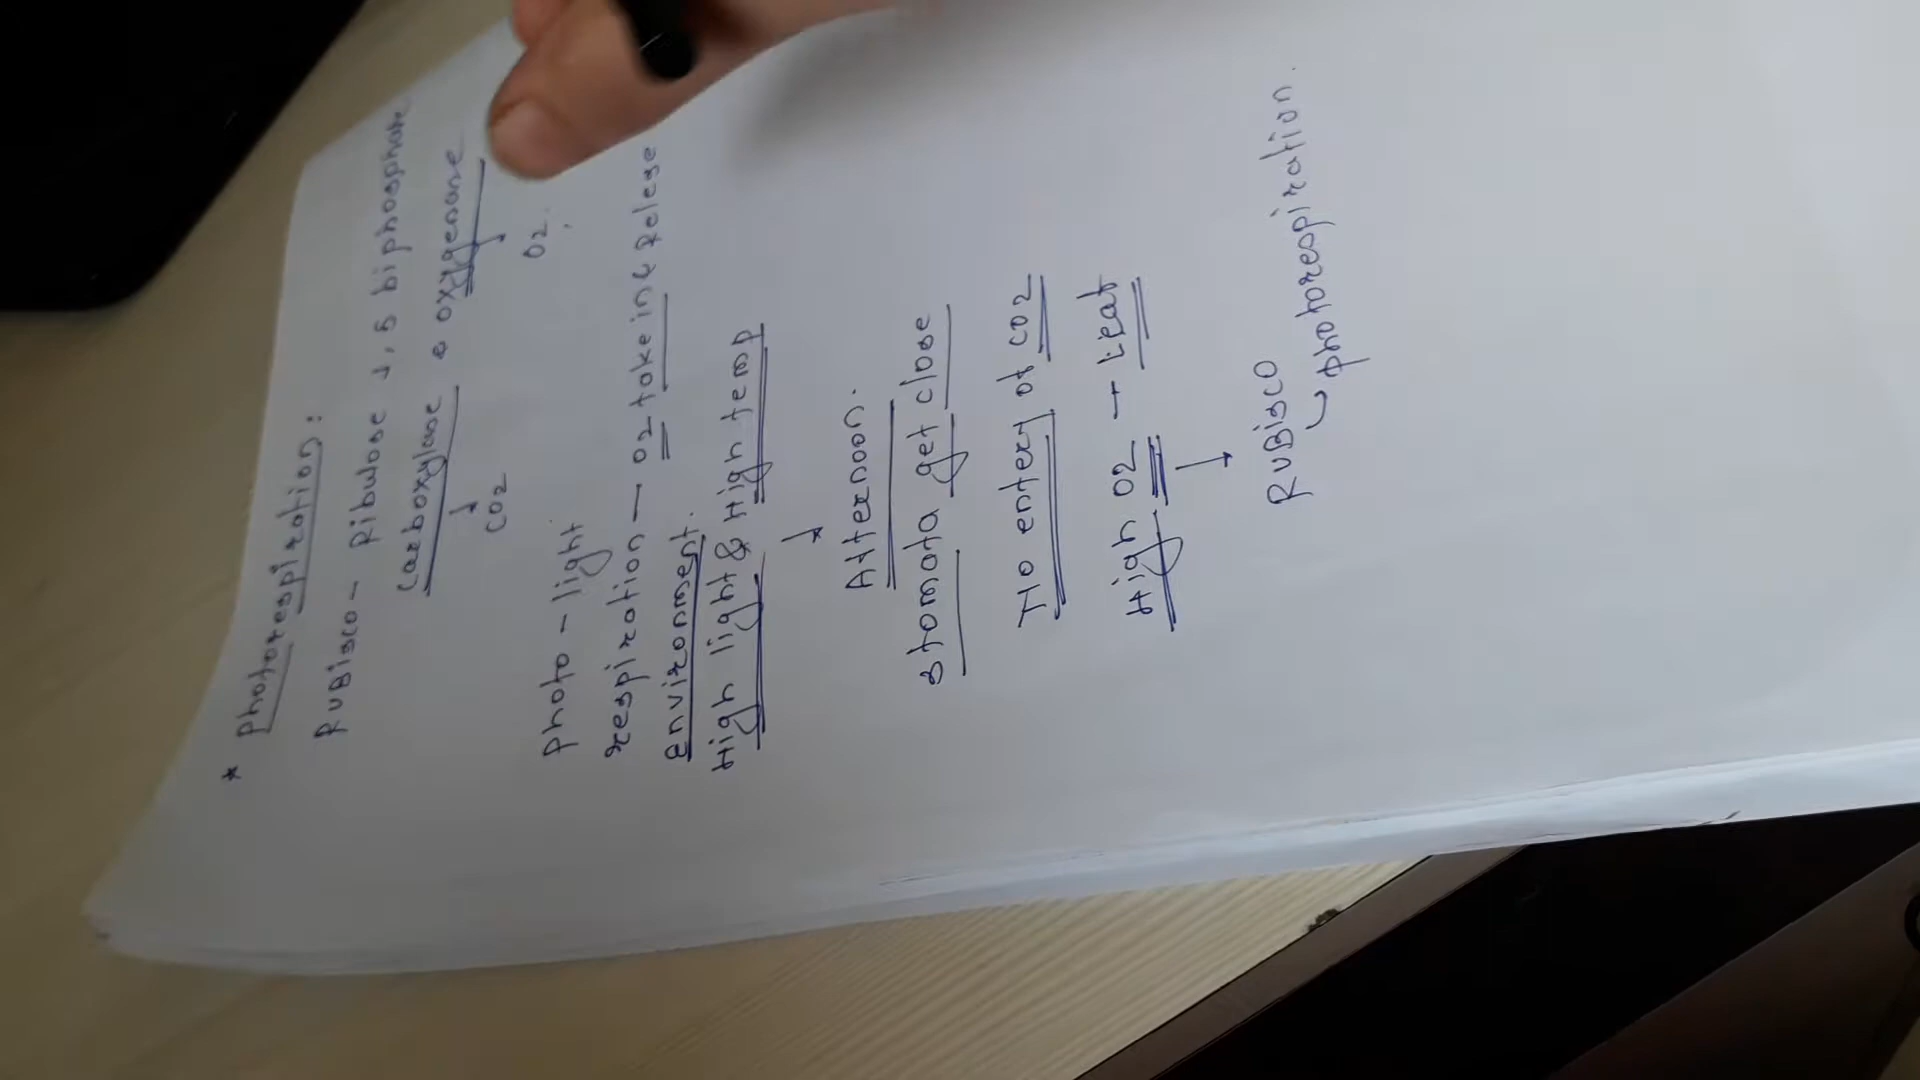 * Photorespiration:
RuBisco - Ribulose 1,5 biphosphate
carboxylase & oxygenase
↓ ↓
CO2 O2.
Photo - light
respiration — O2 take in & Relese
environment.
High light & High temp
↓
Afternoon.
stomata get close
No entery of CO2
High O2 → Leaf
↓
RuBisCO
↪ photorespiration.